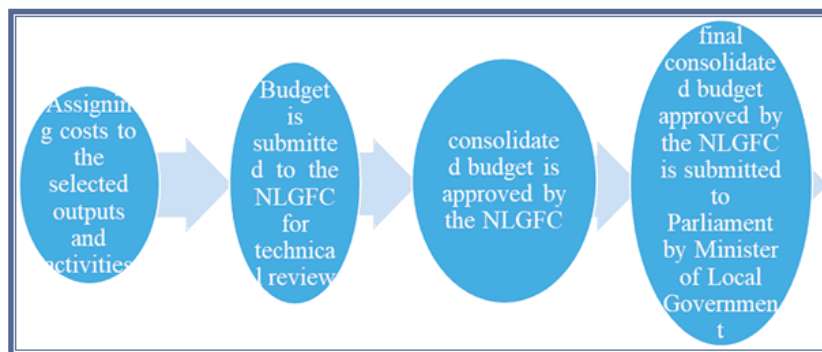 Assignin
g costs to
the
selected
outputs
and
activities
Budget
is
submitte
d to the
NLGFC
for
technica
l review
consolidate
d budget is
approved by
the NLGFC
final
consolidate
d budget
approved by
the NLGFC
is submitted
to
Parliament
by Minister
of Local
Governmen
t